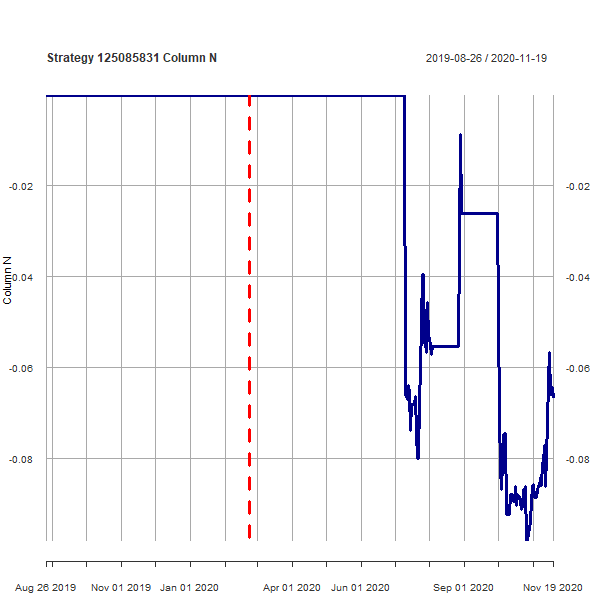 Strategy 125085831 Column N
2019-08-26 / 2020-11-19
-0.02
-0.02
-0.04
-0.04
-0.06
-0.06
-0.08
-0.08
Column N
Aug 26 2019
Nov 01 2019
Jan 01 2020
Apr 01 2020
Jun 01 2020
Sep 01 2020
Nov 19 2020